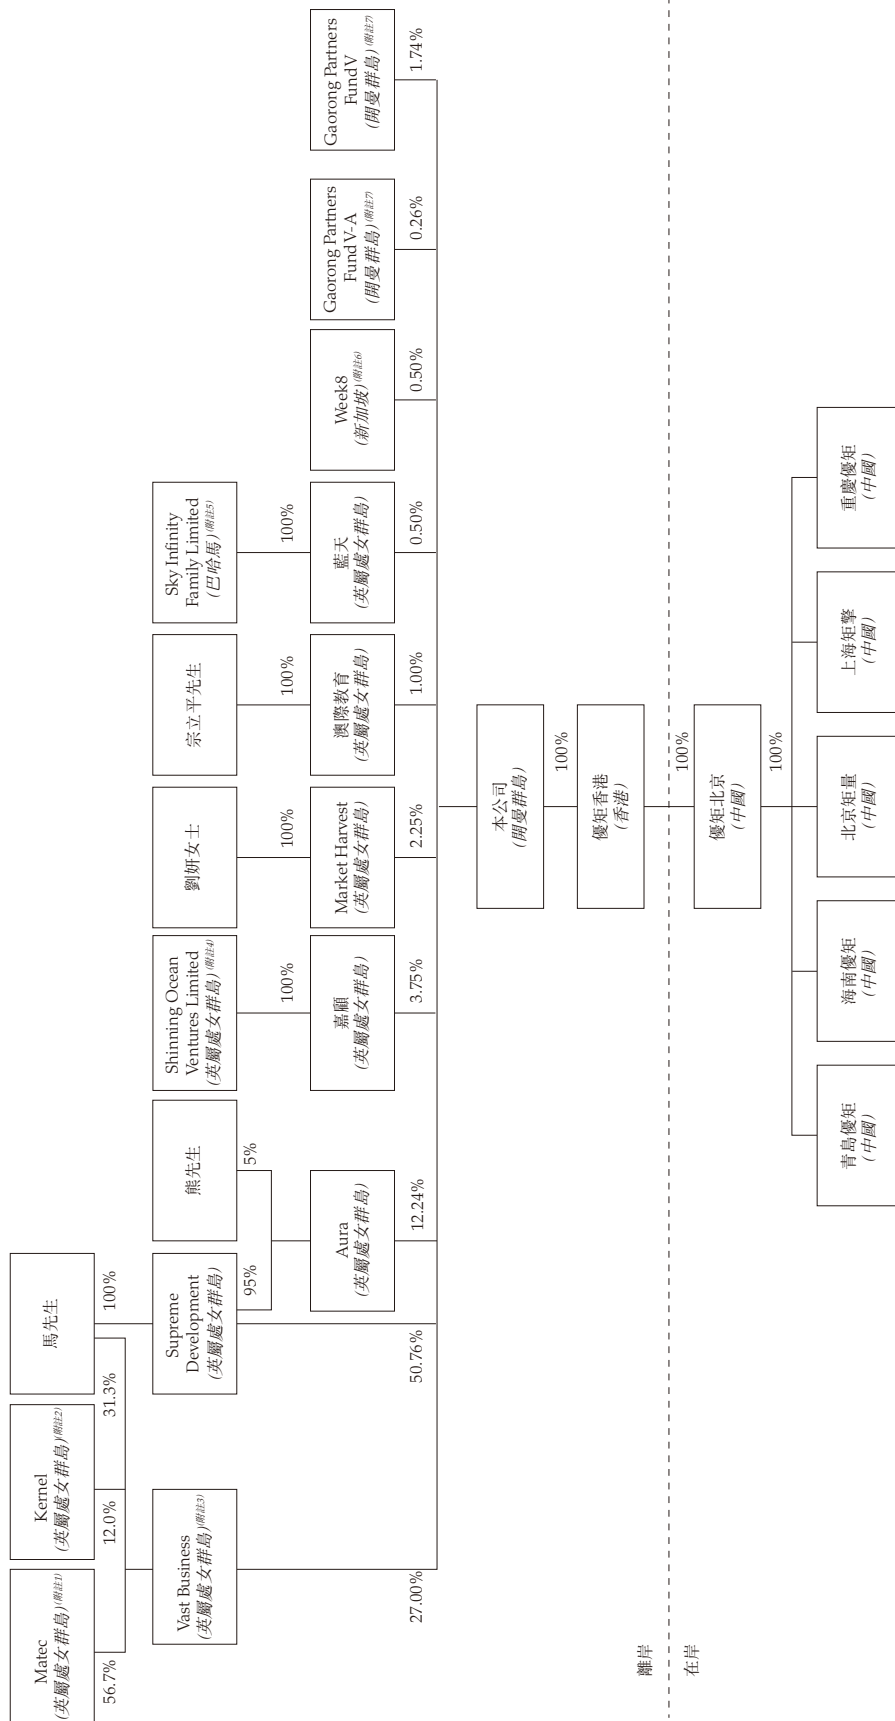 Matec
(英屬處女群島)(附註1)
Kernel
(英屬處女群島)(附註2)
馬先生
56.7%
12.0%
31.3%
100%
Vast Business
(英屬處女群島)(附註3)
Supreme
Development
(英屬處女群島)
熊先生
Shinning Ocean
Ventures Limited
(英屬處女群島)(附註4)
劉妍女士
宗立平先生
Sky Infinity
Family Limited
(巴哈馬)(附註5)
95%
5%
100%
100%
100%
100%
Aura
(英屬處女群島)
嘉顧
(英屬處女群島)
Market Harvest
(英屬處女群島)
澳際教育
(英屬處女群島)
藍天
(英屬處女群島)
Week8
(新加坡)(附註6)
Gaorong Partners
Fund V-A
(開曼群島)(附註7)
Gaorong Partners
Fund V
(開曼群島)(附註7)
27.00%
50.76%
12.24%
3.75%
2.25%
1.00%
0.50%
0.50%
0.26%
1.74%
本公司
(開曼群島)
100%
優矩香港
(香港)
離岸
在岸
100%
優矩北京
(中國)
100%
青島優矩
(中國)
海南優矩
(中國)
北京矩量
(中國)
上海矩擎
(中國)
重慶優矩
(中國)